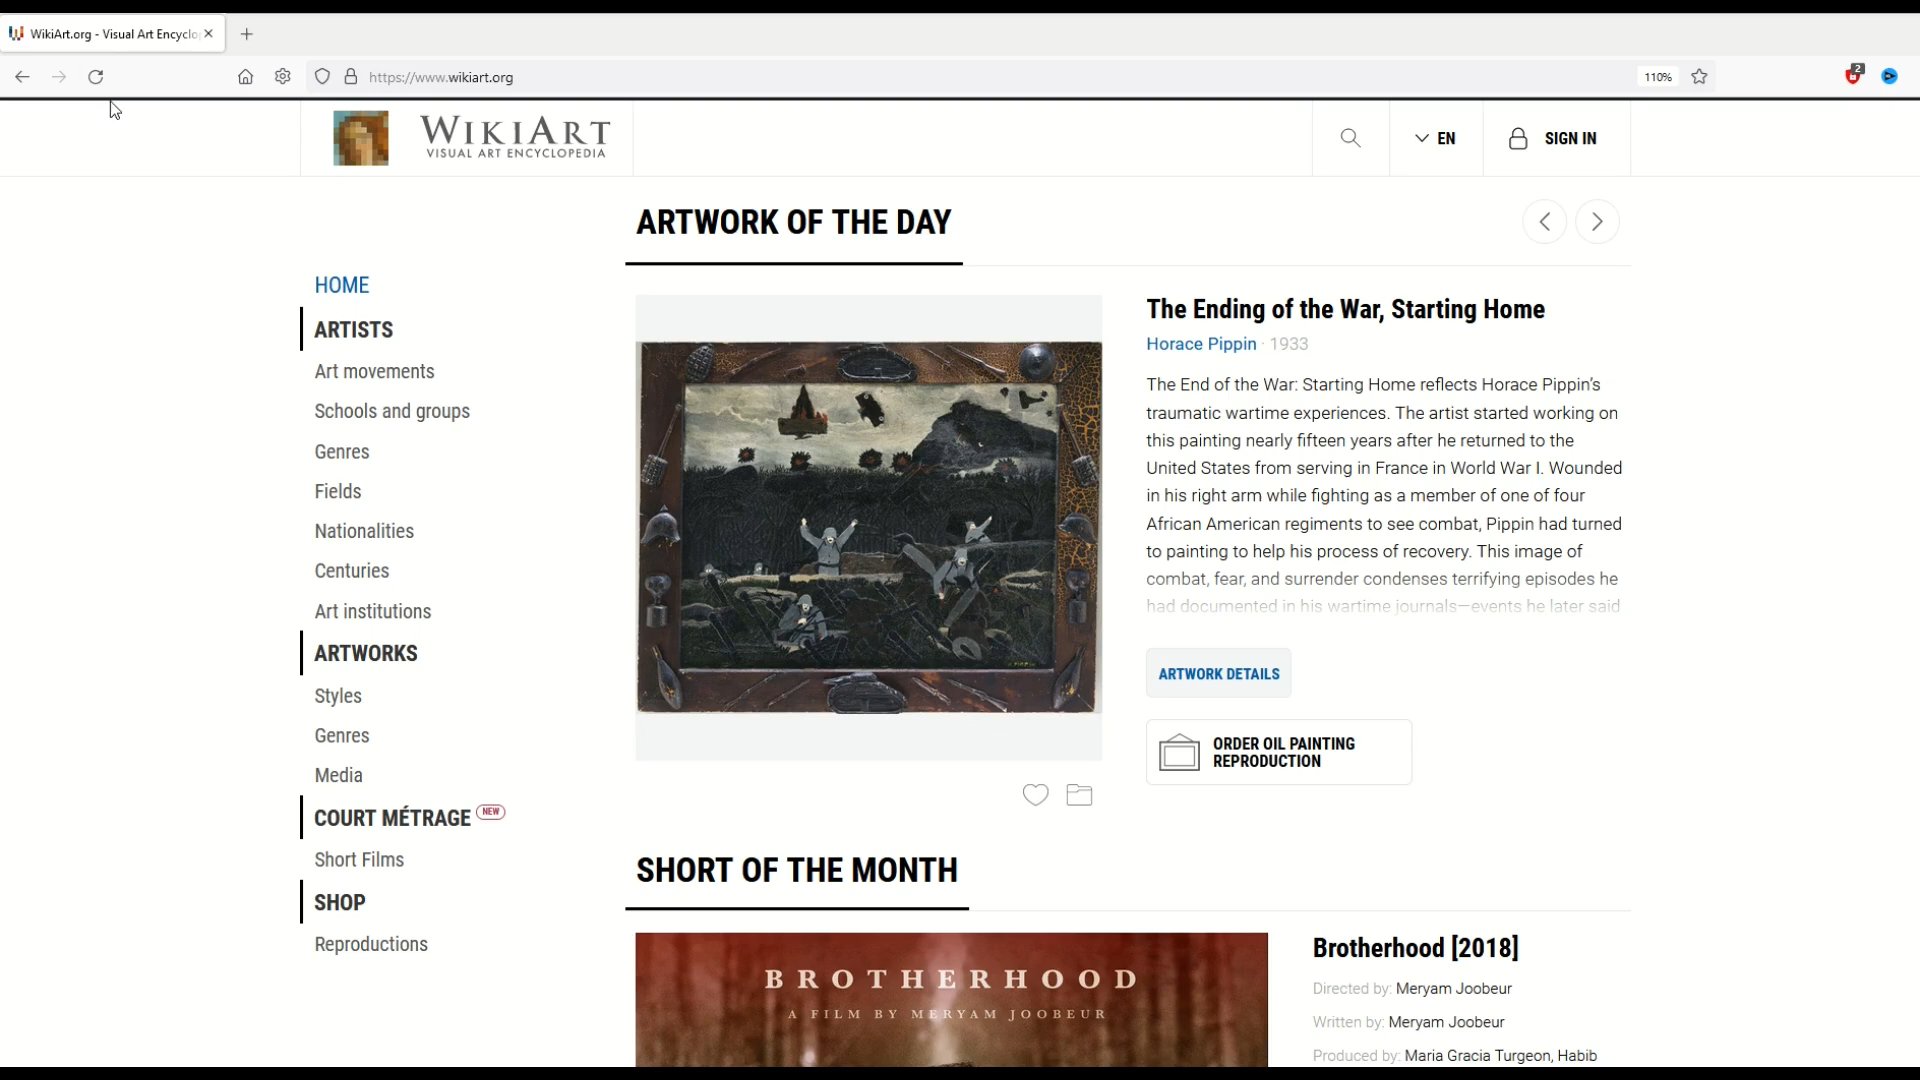 WikiArt.org - Visual Art Encyclo
https://www.wikiart.org
110%
2
WIKIART
VISUAL ART ENCYCLOPEDIA
EN
SIGN IN
ARTWORK OF THE DAY
HOME
ARTISTS
Art movements
Schools and groups
Genres
Fields
Nationalities
Centuries
Art institutions
ARTWORKS
Styles
Genres
Media
COURT MÉTRAGE NEW
Short Films
SHOP
Reproductions
The Ending of the War, Starting Home
Horace Pippin · 1933
The End of the War: Starting Home reflects Horace Pippin's
traumatic wartime experiences. The artist started working on
this painting nearly fifteen years after he returned to the
United States from serving in France in World War I. Wounded
in his right arm while fighting as a member of one of four
African American regiments to see combat, Pippin had turned
to painting to help his process of recovery. This image of
combat, fear, and surrender condenses terrifying episodes he
had documented in his wartime journals—events he later said
ARTWORK DETAILS
ORDER OIL PAINTING
REPRODUCTION
SHORT OF THE MONTH
BROTHERHOOD
A FILM BY MERYAM JOOBEUR
Brotherhood [2018]
Directed by: Meryam Joobeur
Written by: Meryam Joobeur
Produced by: Maria Gracia Turgeon, Habib